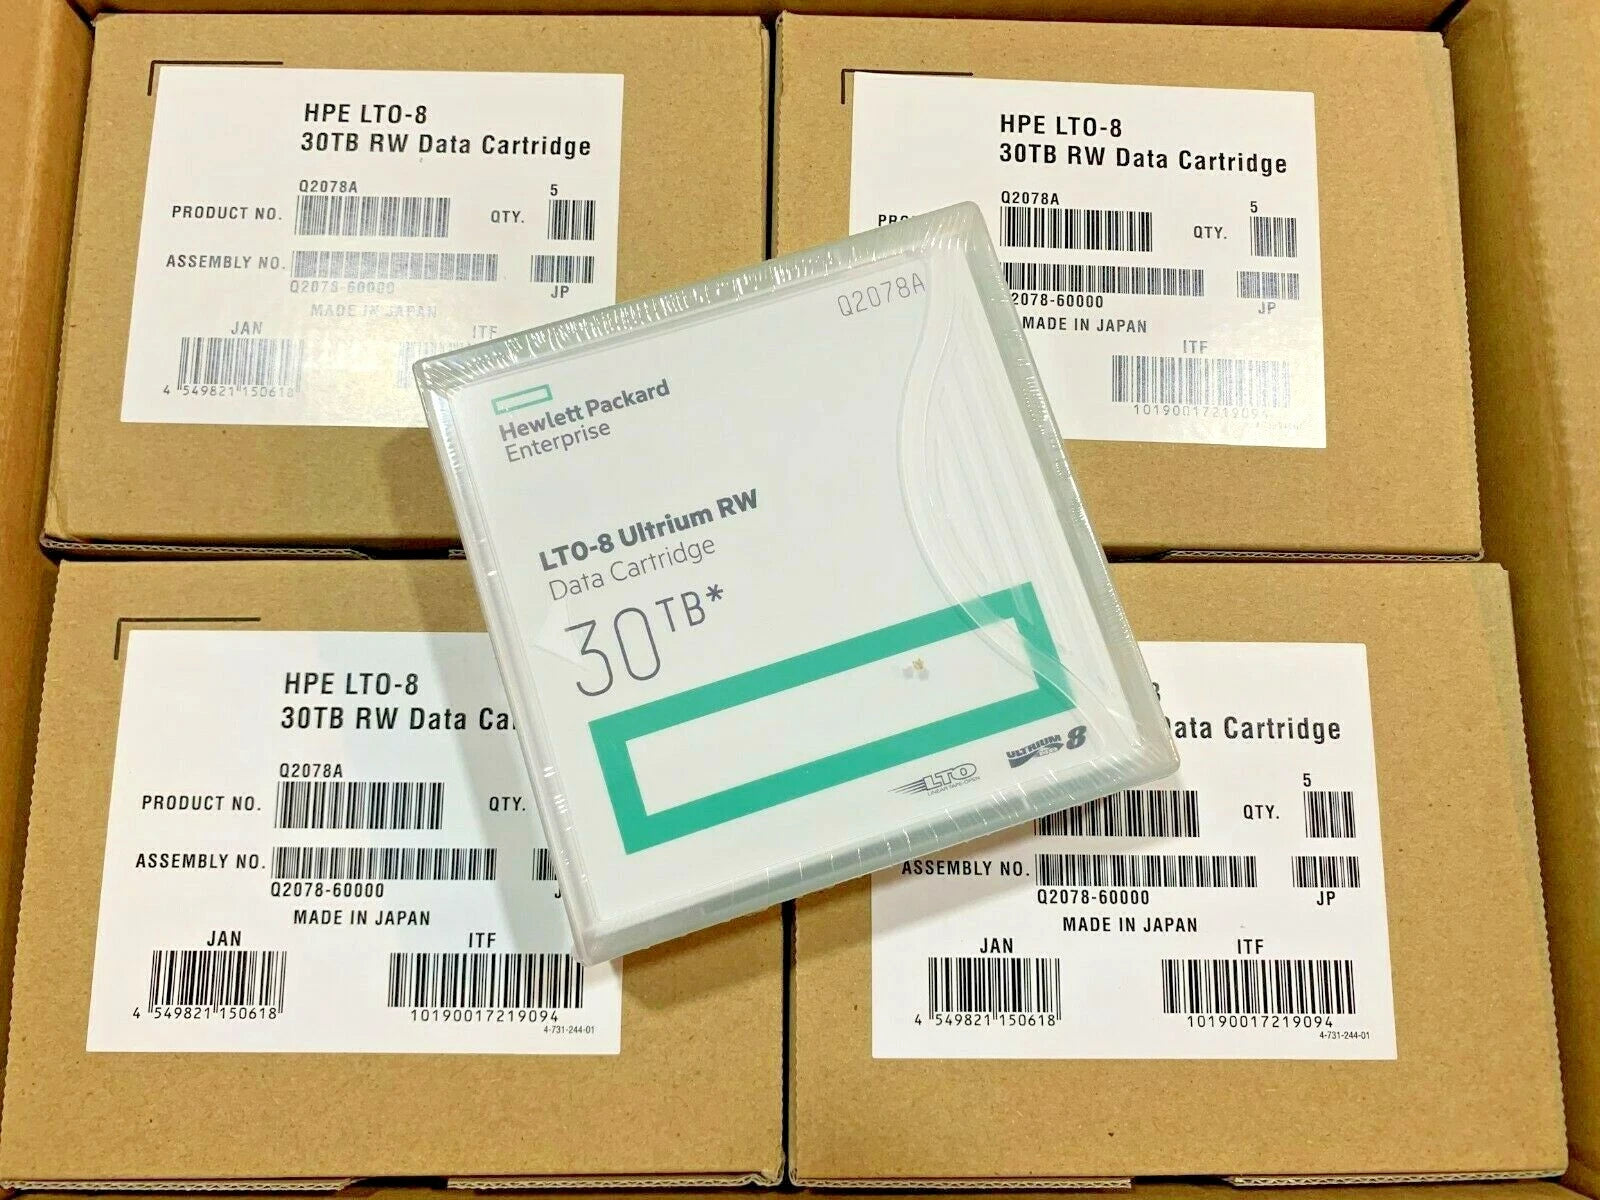 HPE LTO-8
30TB RW Data Cartridge
Q2078A
5
PRODUCT NO.
QTY.
ASSEMBLY NO.
Q2078-60000
JP
MADE IN JAPAN
JAN
ITF
4 549821 150618
HPE LTO-8
30TB RW Data Cartridge
Q2078A
5
QTY.
2078-60000
JP
MADE IN JAPAN
ITF
10190017219094
Q2078A
Hewlett Packard
Enterprise
LTO-8 Ultrium RW
Data Cartridge
30TB*
ULTRIUM 8
LTO
LINEAR TAPE-OPEN
HPE LTO-8
30TB RW Data Ca
Q2078A
PRODUCT NO.
QTY.
ASSEMBLY NO.
Q2078-60000
MADE IN JAPAN
JAN
ITF
4 549821 150618
10190017219094
4-731-244-01
ata Cartridge
5
QTY.
ASSEMBLY NO.
Q2078-60000
JP
MADE IN JAPAN
JAN
ITF
4 549821 150618
10190017219094
4-731-244-01